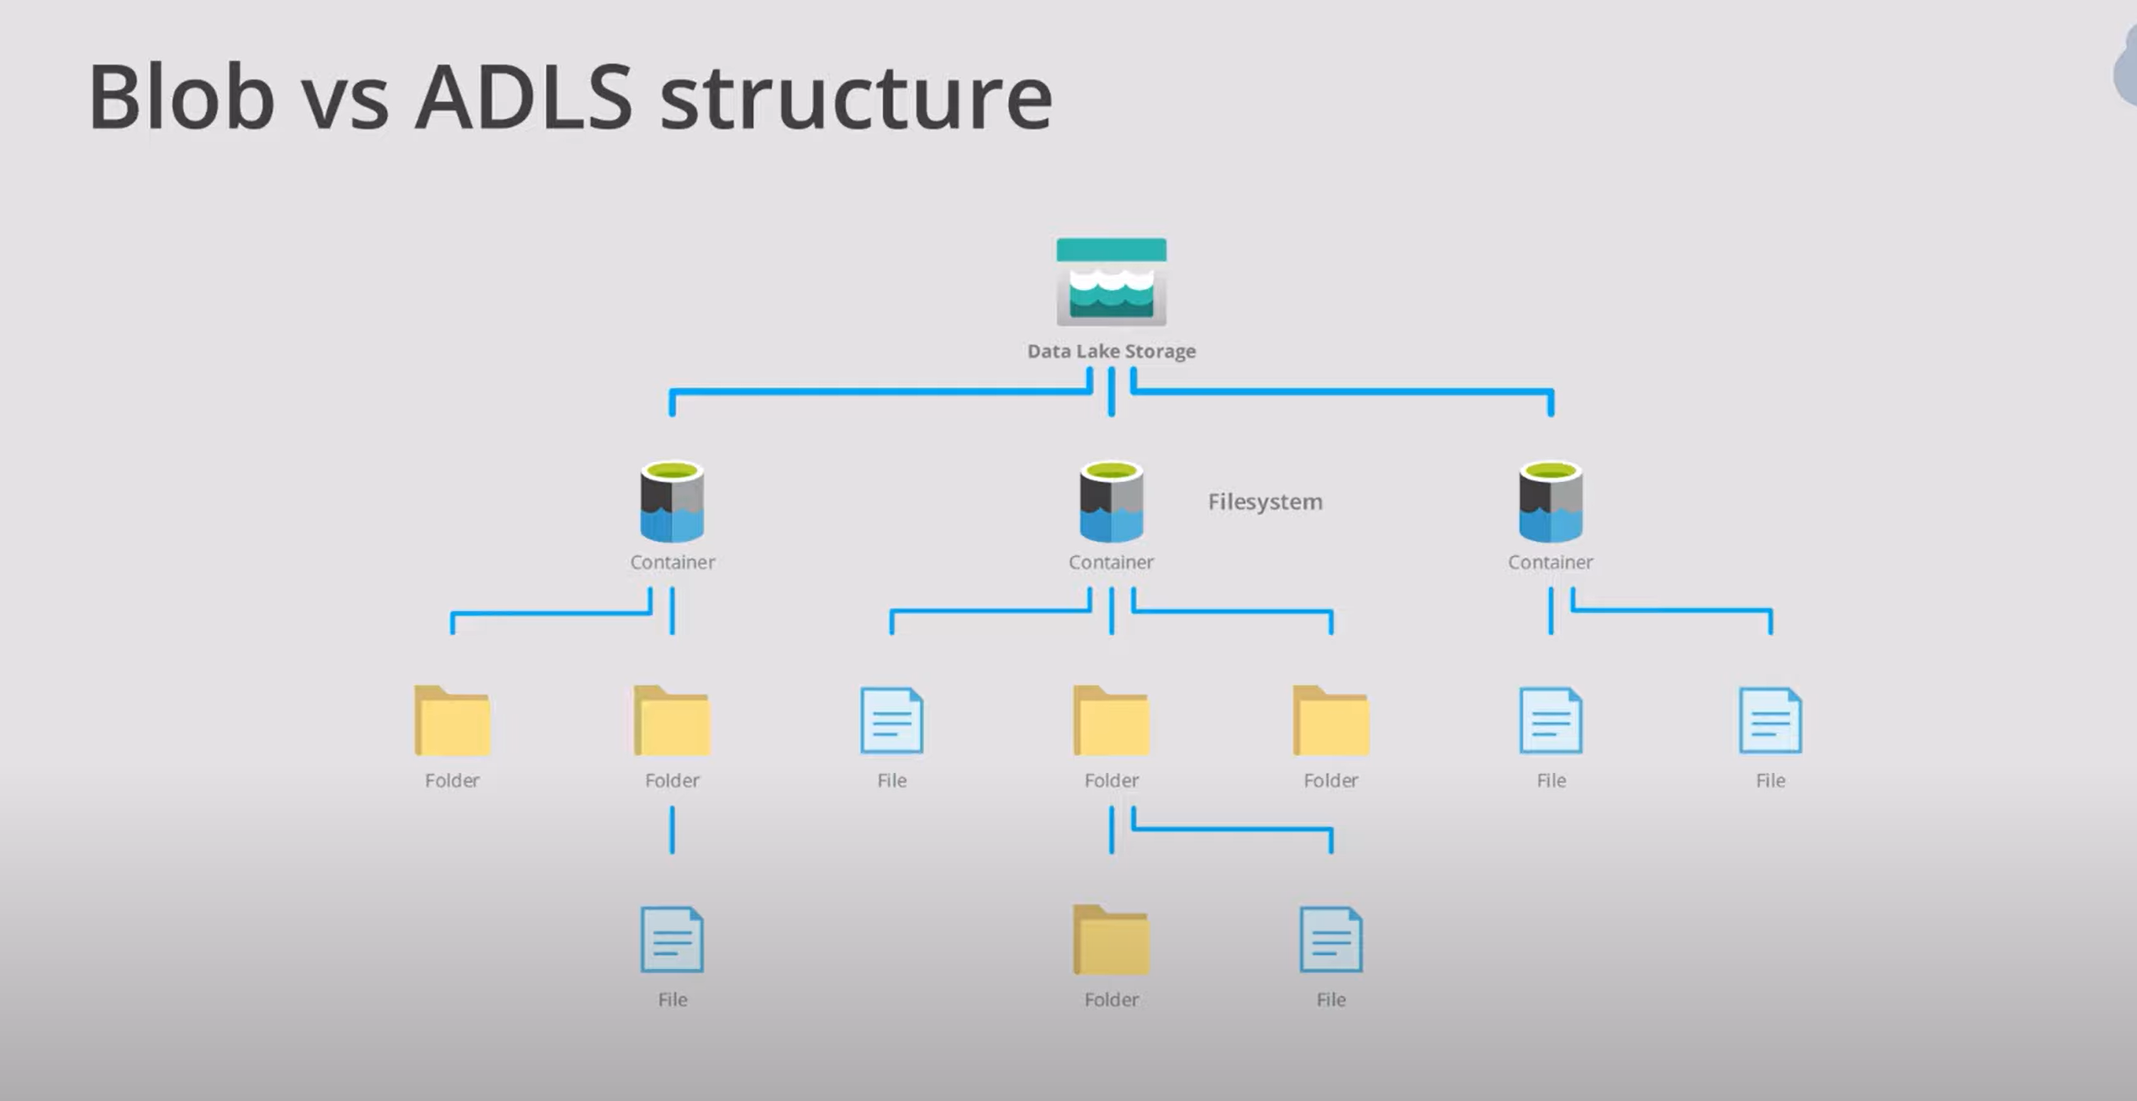 Blob vs ADLS structure
Data Lake Storage
Filesystem
Container
Container
Container
Folder
Folder
File
Folder
Folder
File
File
File
Folder
File